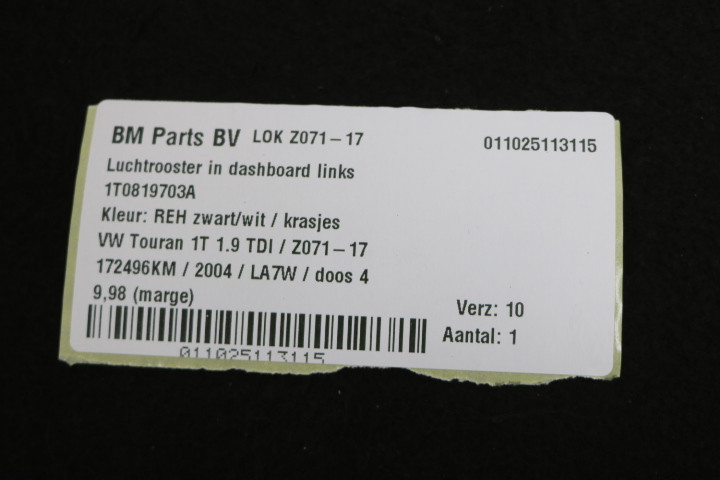 BM Parts BV LOK Z071-17 011025113115
Luchtrooster in dashboard links
1T0819703A
Kleur: REH zwart/wit / krasjes
VW Touran 1T 1.9 TDI / Z071-17
172496KM / 2004 / LA7W / doos 4
9,98 (marge)
Verz: 10
Aantal: 1
011025113115